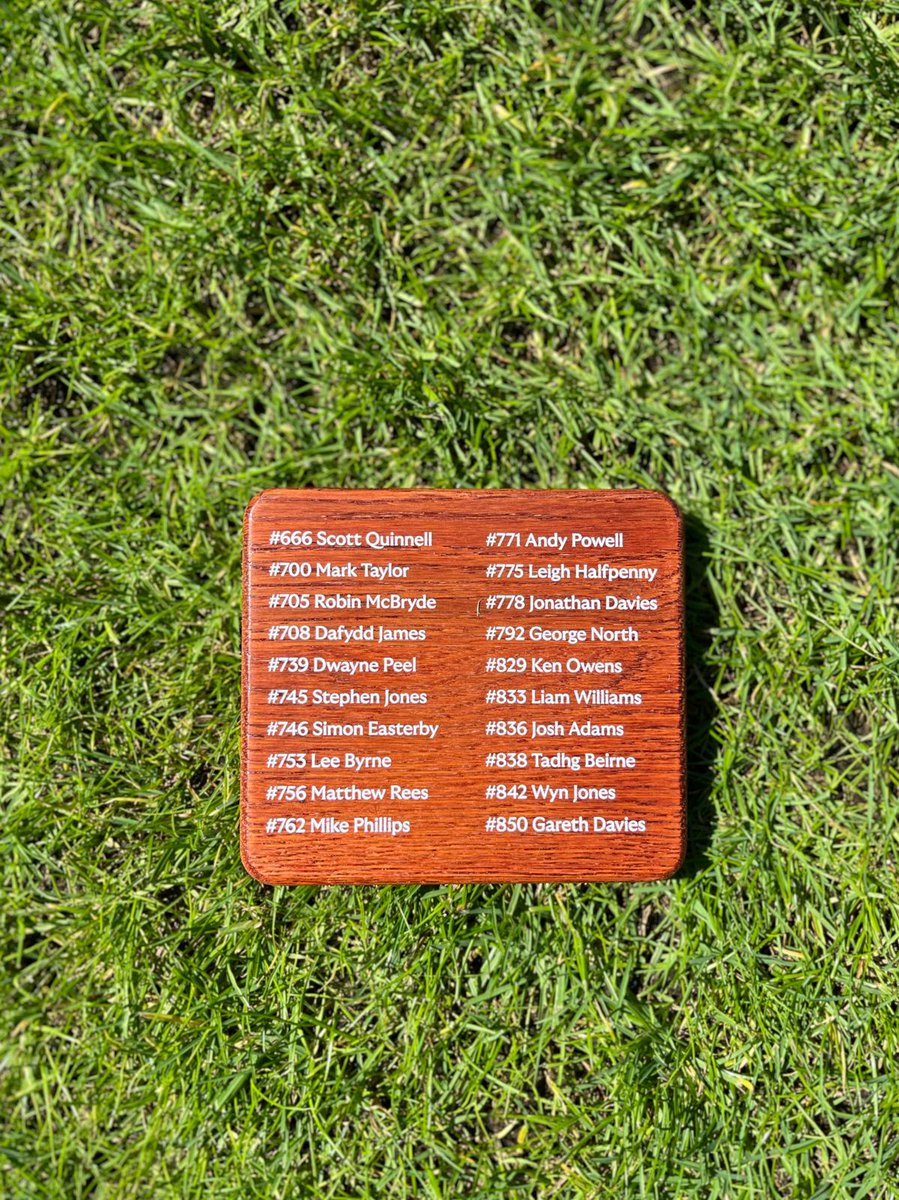 #666 Scott Quinnell
#700 Mark Taylor
#705 Robin McBryde
#708 Dafydd James
#739 Dwayne Peel
#745 Stephen Jones
#746 Simon Easterby
#753 Lee Byrne
#756 Matthew Rees
#762 Mike Phillips
#771 Andy Powell
#775 Leigh Halfpenny
#778 Jonathan Davies
#792 George North
#829 Ken Owens
#833 Liam Williams
#836 Josh Adams
#838 Tadhg Beirne
#842 Wyn Jones
#850 Gareth Davies